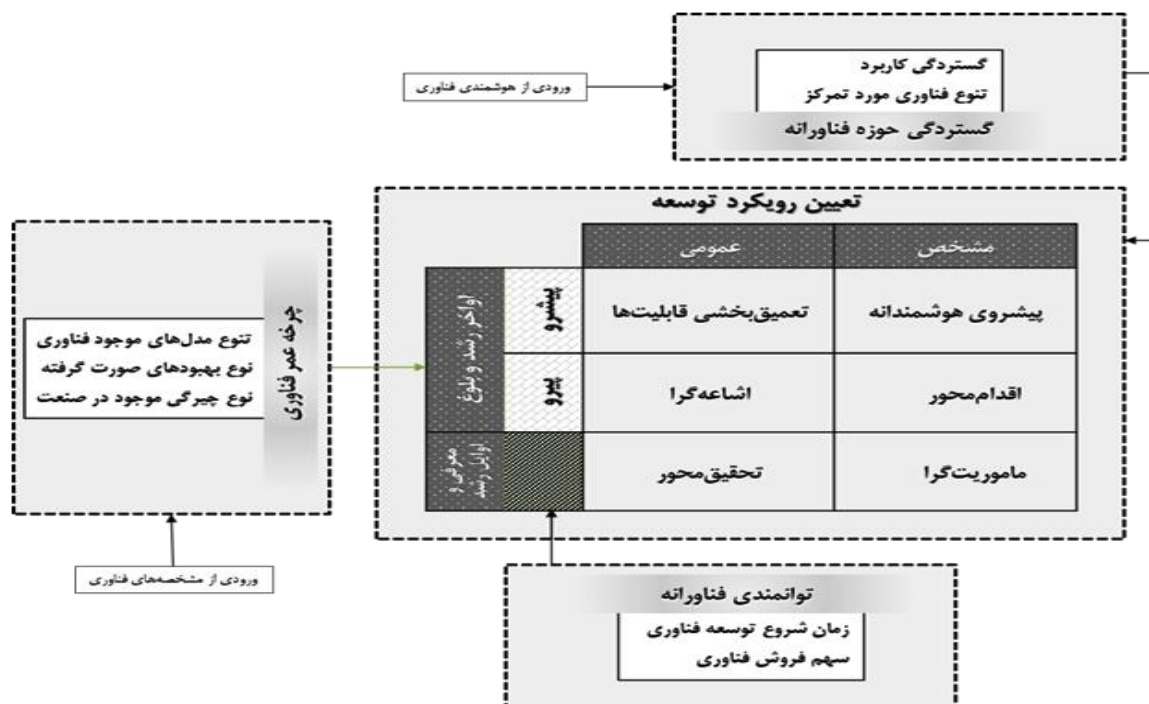 گستردگی کاربرد
تنوع فناوری مورد تمرکز
گستردگی حوزه فناورانه
ورودی از هوشمندی فناوری
تعیین رویکرد توسعه
مشخص
عمومی
اواخر رشد و بلوغ
پیشرو
تعمیق‌بخشی قابلیت‌ها
پیشروی هوشمندانه
پیرو
اشاعه‌گرا
اقدام‌محور
معرفی و
اوایل رشد
تحقیق‌محور
ماموریت‌گرا
چرخه عمر فناوری
تنوع مدل‌های موجود فناوری
نوع بهبودهای صورت گرفته
نوع چیرگی موجود در صنعت
ورودی از مشخصه‌های فناوری
توانمندی فناورانه
زمان شروع توسعه فناوری
سهم فروش فناوری